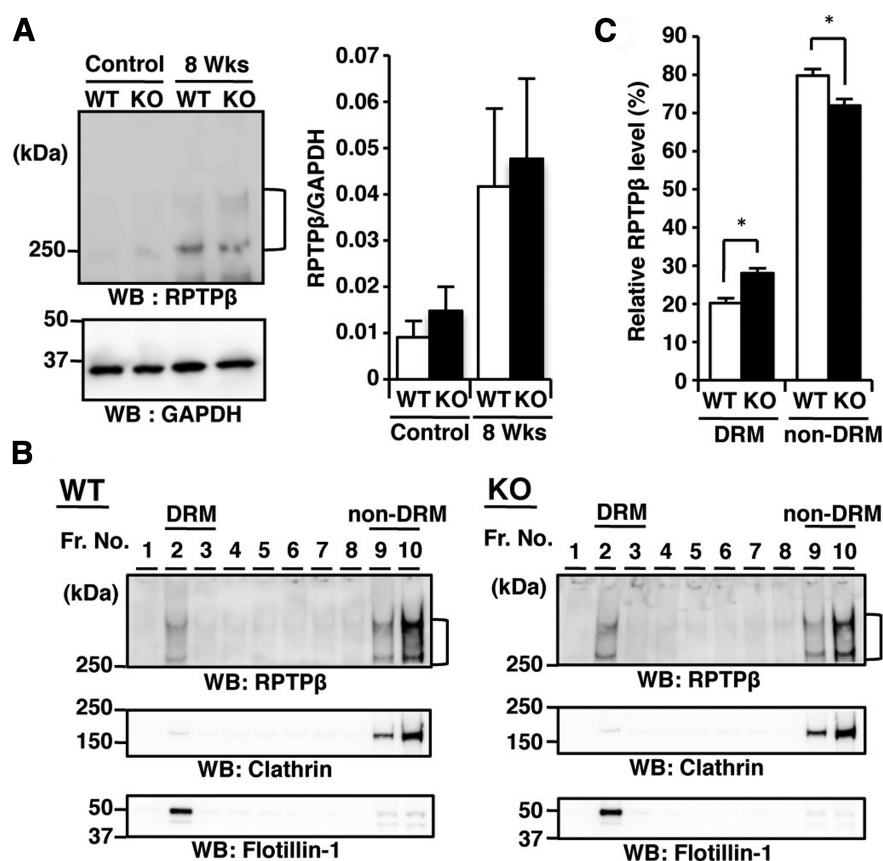 A
Control 8 Wks
WT KO WT KO
(kDa)
250
WB : RPTPβ
50
37
WB : GAPDH
RPTPβ/GAPDH
0.07
0.06
0.05
0.04
0.03
0.02
0.01
0
WT KO WT KO
Control 8 Wks
C
Relative RPTPβ level (%)
90
80
70
60
50
40
30
20
10
0
*
*
WT KO WT KO
DRM non-DRM
B
WT
DRM non-DRM
Fr. No. 1 2 3 4 5 6 7 8 9 10
(kDa)
250
WB: RPTPβ
250
150
WB: Clathrin
50
37
WB: Flotillin-1
KO
DRM non-DRM
Fr. No. 1 2 3 4 5 6 7 8 9 10
(kDa)
250
WB: RPTPβ
250
150
WB: Clathrin
50
37
WB: Flotillin-1